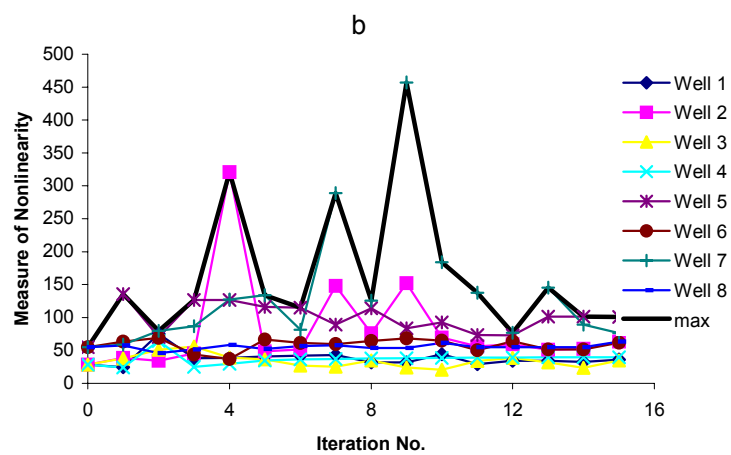 b
500
450
400
350
300
250
200
150
100
50
0
Measure of Nonlinearity
0
4
8
12
16
Iteration No.
Well 1
Well 2
Well 3
Well 4
Well 5
Well 6
Well 7
Well 8
max